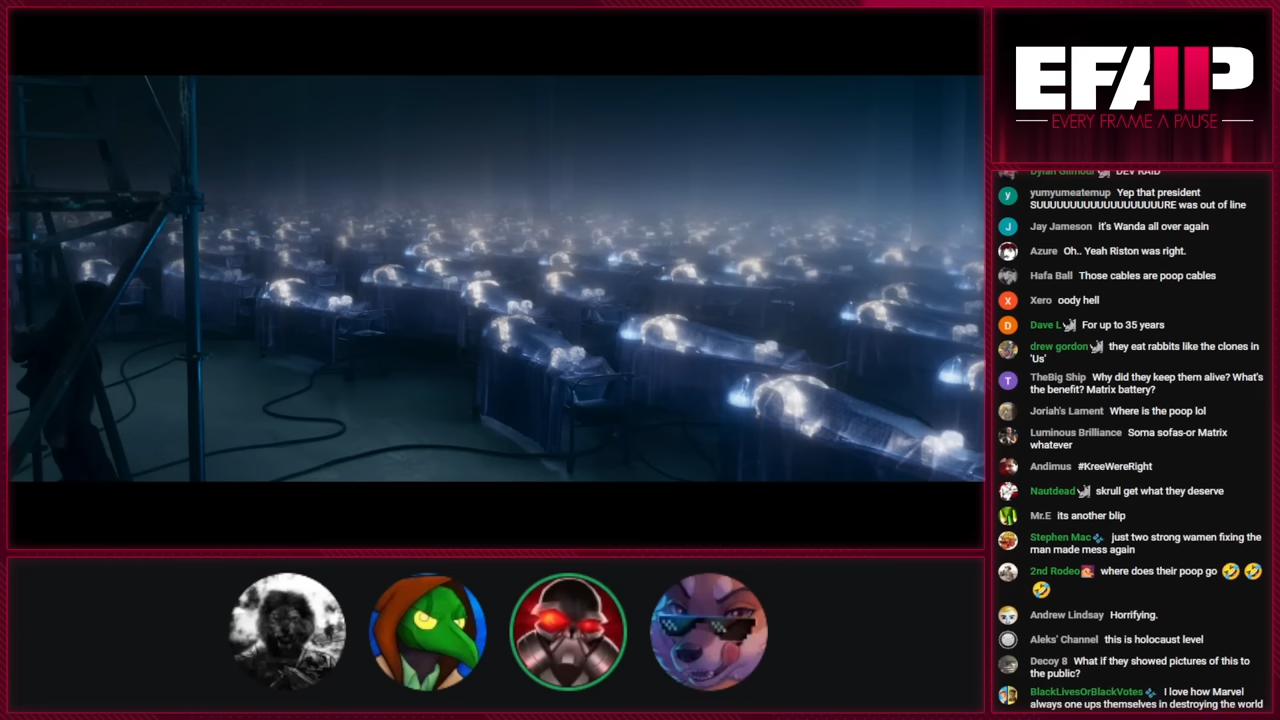 EFAP
EVERY FRAME A PAUSE
Dylan Gilmour DEV RAID
yumyumeatemup Yep that president
SUUUUUUUUUUUUUUUUUURE was out of line
Jay Jameson it's Wanda all over again
Azure Oh.. Yeah Riston was right.
Hafa Ball Those cables are poop cables
Xero oody hell
Dave L For up to 35 years
drew gordon they eat rabbits like the clones in
'Us'
TheBig Ship Why did they keep them alive? What's
the benefit? Matrix battery?
Joriah's Lament Where is the poop lol
Luminous Brilliance Soma sofas-or Matrix
whatever
Andimus #KreeWereRight
Nautdead skrull get what they deserve
Mr.E its another blip
Stephen Mac just two strong wamen fixing the
man made mess again
2nd Rodeo where does their poop go 🤣 🤣
🤣
Andrew Lindsay Horrifying.
Aleks' Channel this is holocaust level
Decoy 8 What if they showed pictures of this to
the public?
BlackLivesOrBlackVotes I love how Marvel
always one ups themselves in destroying the world